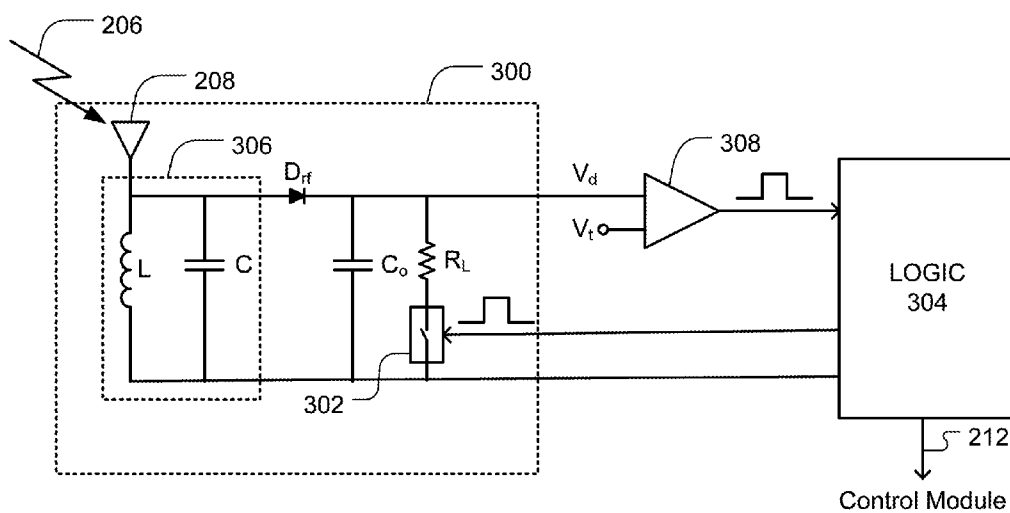 206
208
300
306
D_rf
308
V_d
V_t
L
C
C_o
R_L
LOGIC
304
302
212
Control Module